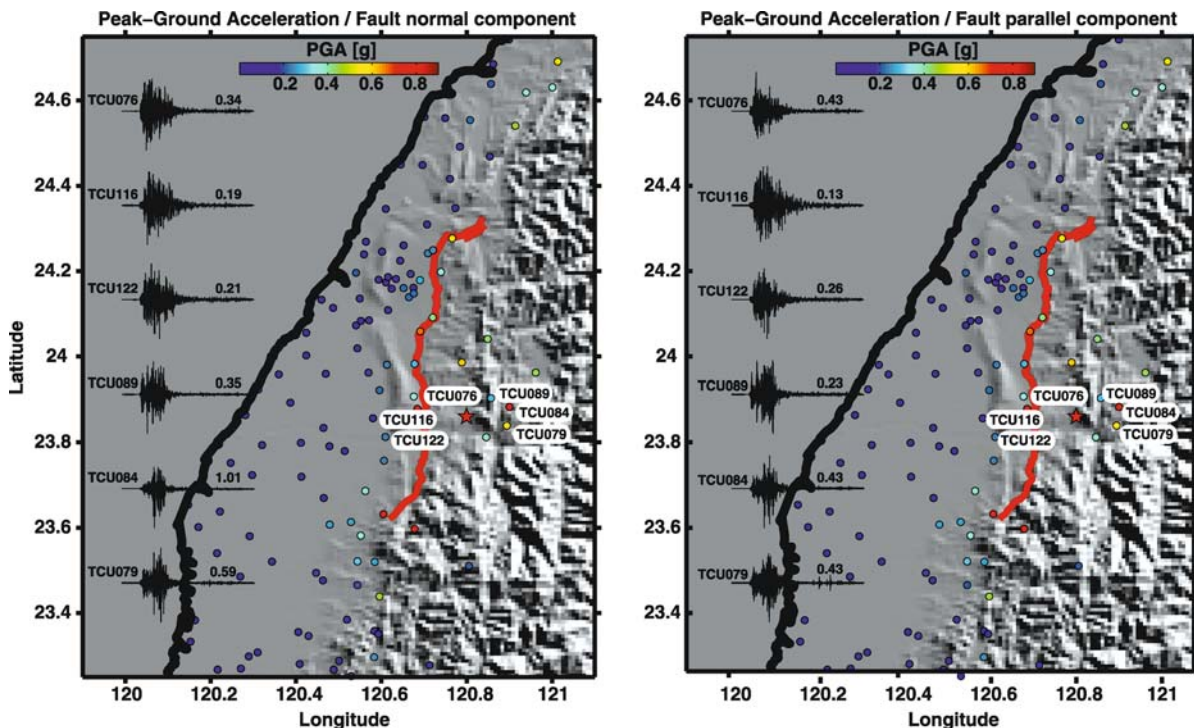 Peak–Ground Acceleration / Fault normal component
PGA [g]
0.2 0.4 0.6 0.8
24.6
24.4
24.2
24
23.8
23.6
23.4
Latitude
TCU076 0.34
TCU116 0.19
TCU122 0.21
TCU089 0.35
TCU084 1.01
TCU079 0.59
TCU076
TCU089
TCU116
TCU084
TCU122
TCU079
120 120.2 120.4 120.6 120.8 121
Longitude
Peak–Ground Acceleration / Fault parallel component
PGA [g]
0.2 0.4 0.6 0.8
24.6
24.4
24.2
24
23.8
23.6
23.4
TCU076 0.43
TCU116 0.13
TCU122 0.26
TCU089 0.23
TCU084 0.43
TCU079 0.43
TCU076
TCU089
TCU116
TCU084
TCU122
TCU079
120 120.2 120.4 120.6 120.8 121
Longitude